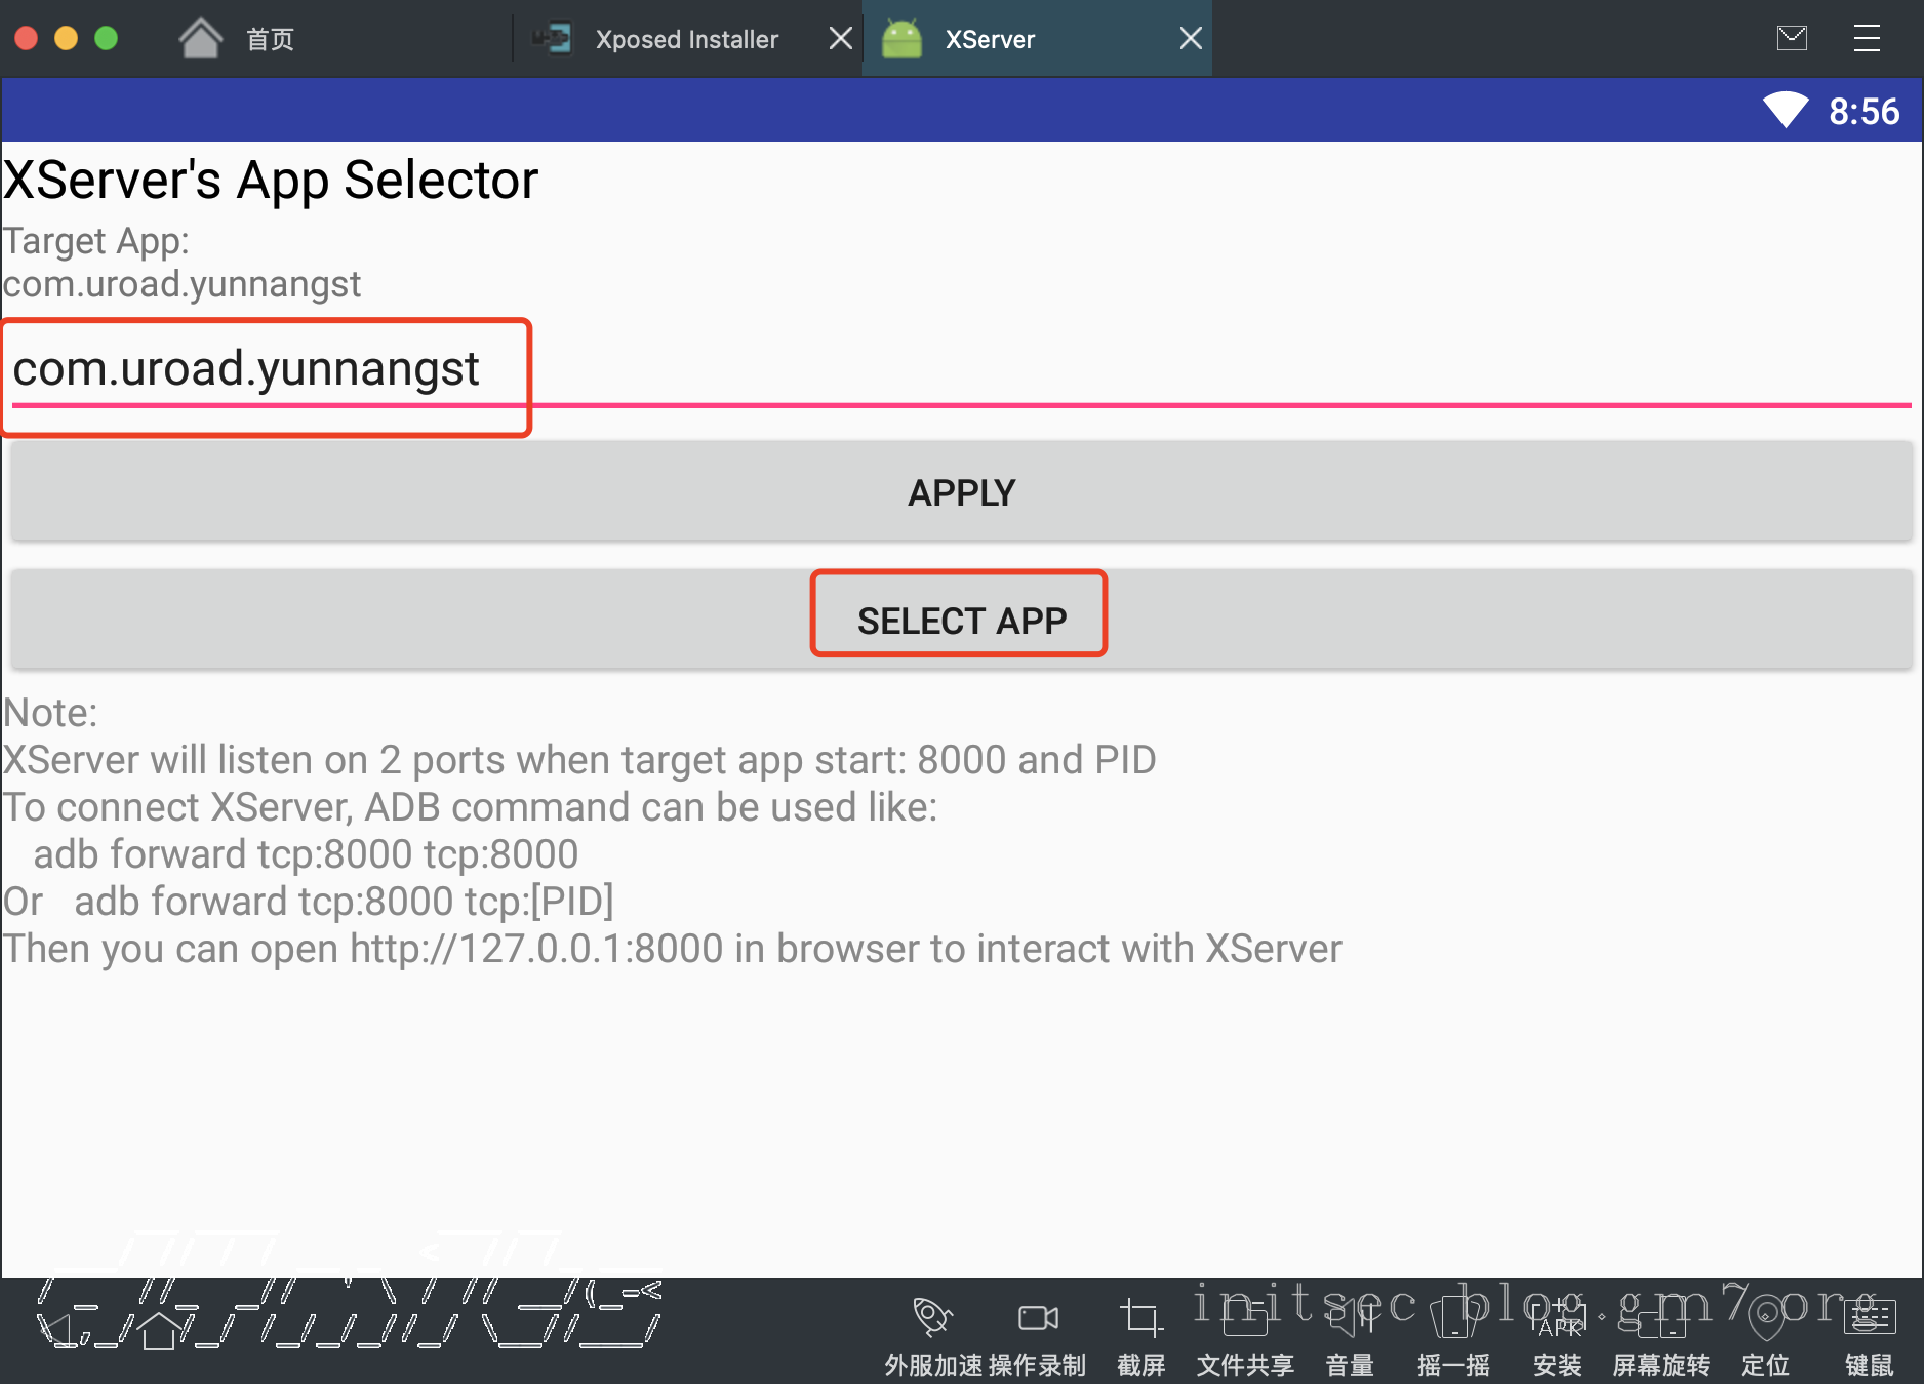 首页
Xposed Installer
XServer
8:56
XServer's App Selector
Target App:
com.uroad.yunnangst
com.uroad.yunnangst
APPLY
SELECT APP
Note:
XServer will listen on 2 ports when target app start: 8000 and PID
To connect XServer, ADB command can be used like:
adb forward tcp:8000 tcp:8000
Or   adb forward tcp:8000 tcp:[PID]
Then you can open http://127.0.0.1:8000 in browser to interact with XServer
initsec blog.gm7.org
APK
外服加速 操作录制 截屏 文件共享 音量 摇一摇 安装 屏幕旋转 定位 键鼠